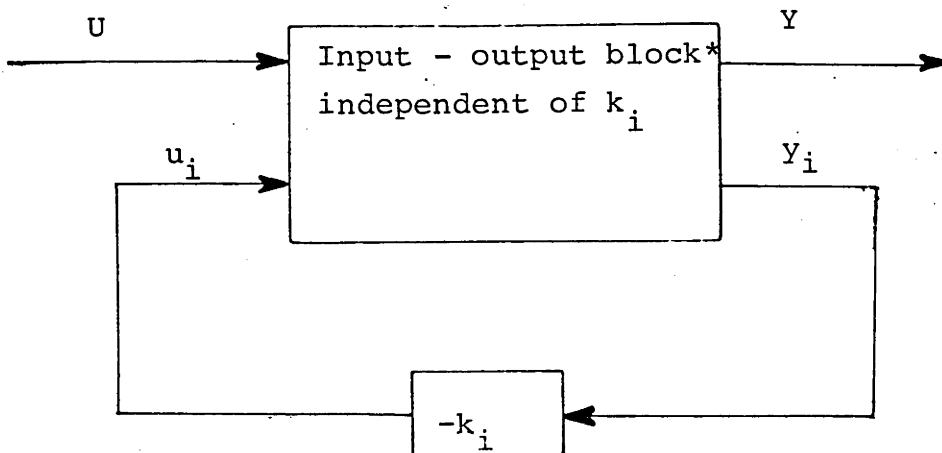 U
Y
Input - output block*
independent of k_i
u_i
y_i
-k_i